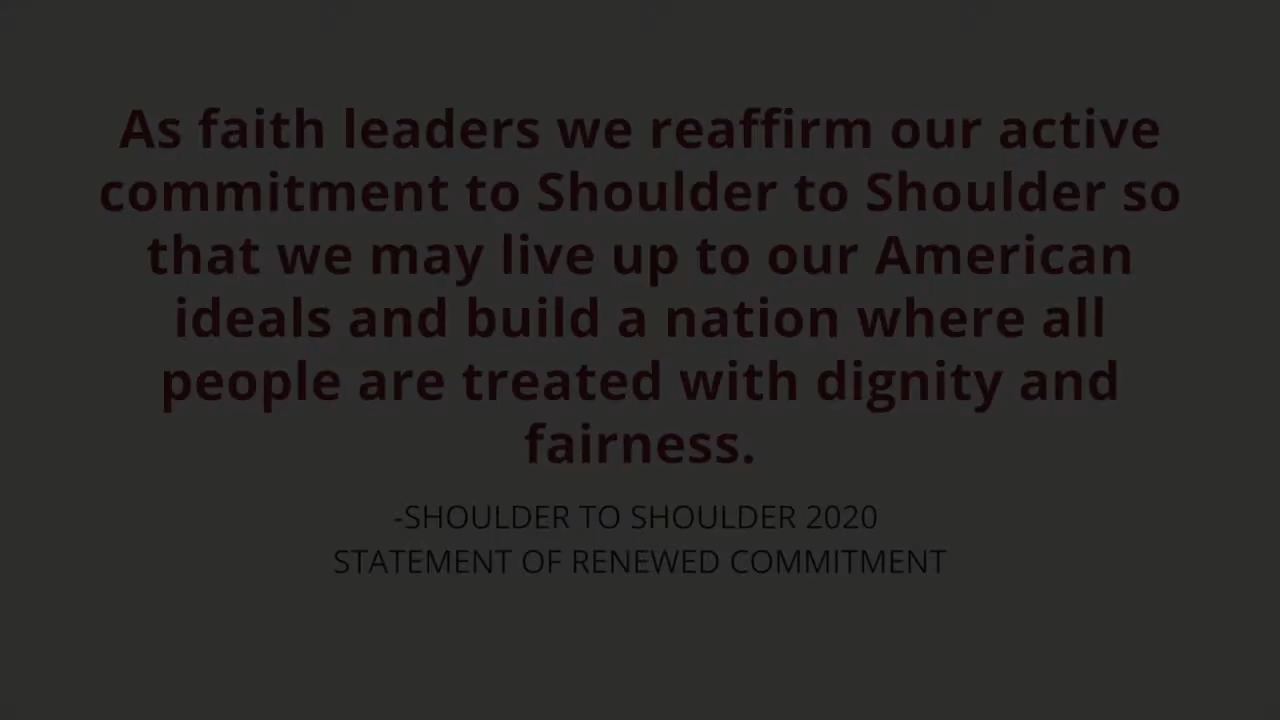 As faith leaders we reaffirm our active
commitment to Shoulder to Shoulder so
that we may live up to our American
ideals and build a nation where all
people are treated with dignity and
fairness.
-SHOULDER TO SHOULDER 2020
STATEMENT OF RENEWED COMMITMENT